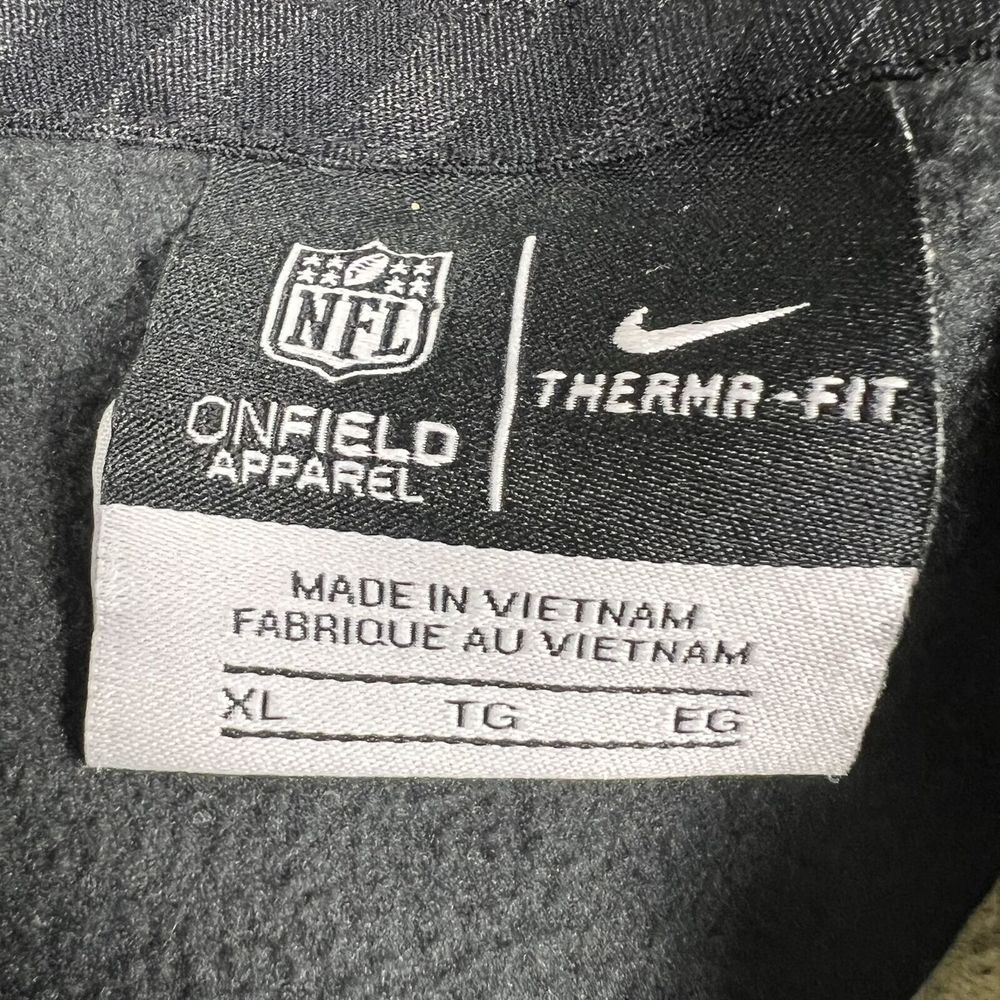 NFL
ONFIELD
APPAREL
THERMA-FIT
MADE IN VIETNAM
FABRIQUE AU VIETNAM
XL TG EG